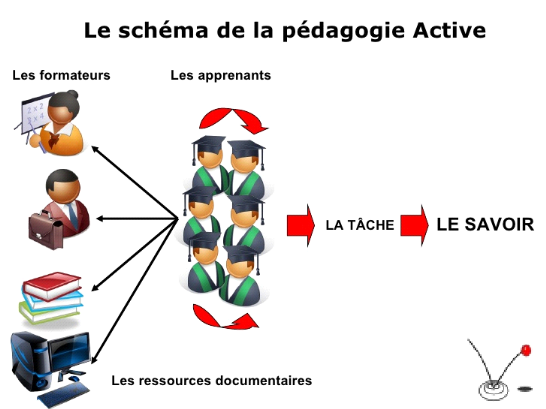 Le schéma de la pédagogie Active
Les formateurs
Les apprenants
LA TÂCHE
LE SAVOIR
Les ressources documentaires